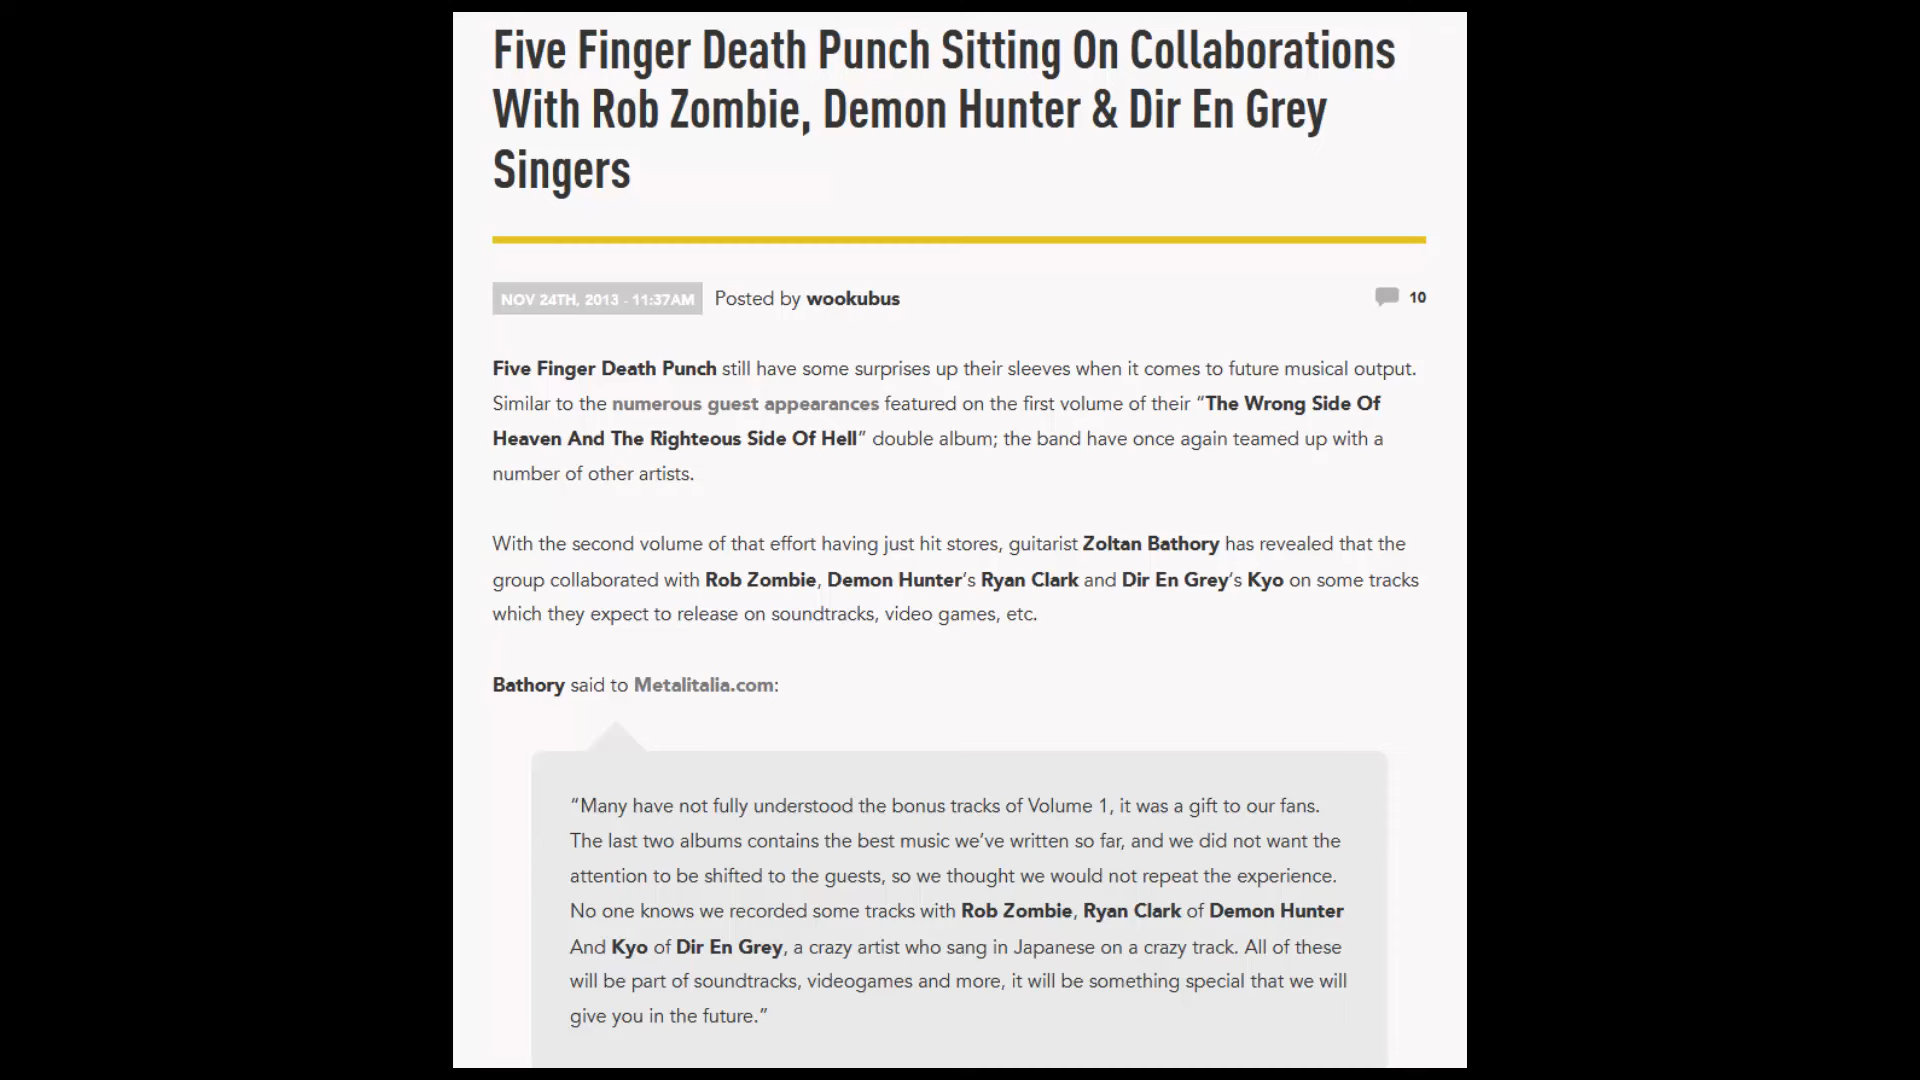 Five Finger Death Punch Sitting On Collaborations
With Rob Zombie, Demon Hunter & Dir En Grey
Singers
NOV 24TH, 2013 - 11:37AM Posted by wookubus 10
Five Finger Death Punch still have some surprises up their sleeves when it comes to future musical output.
Similar to the numerous guest appearances featured on the first volume of their “The Wrong Side Of
Heaven And The Righteous Side Of Hell” double album; the band have once again teamed up with a
number of other artists.
With the second volume of that effort having just hit stores, guitarist Zoltan Bathory has revealed that the
group collaborated with Rob Zombie, Demon Hunter‘s Ryan Clark and Dir En Grey‘s Kyo on some tracks
which they expect to release on soundtracks, video games, etc.
Bathory said to Metalitalia.com:
“Many have not fully understood the bonus tracks of Volume 1, it was a gift to our fans.
The last two albums contains the best music we’ve written so far, and we did not want the
attention to be shifted to the guests, so we thought we would not repeat the experience.
No one knows we recorded some tracks with Rob Zombie, Ryan Clark of Demon Hunter
And Kyo of Dir En Grey, a crazy artist who sang in Japanese on a crazy track. All of these
will be part of soundtracks, videogames and more, it will be something special that we will
give you in the future.”